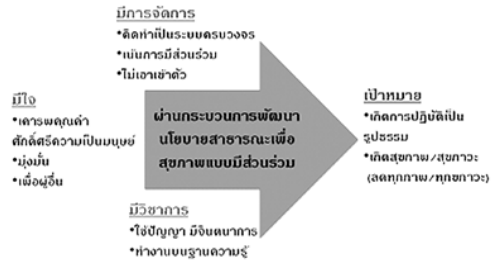 มีการจัดการ
•คิดทำเป็นระบบครบวงจร
•เน้นการมีส่วนร่วม
•ไม่เอาเข้าตัว
มีใจ
•เคารพคุณค่า
ศักดิ์ศรีความเป็นมนุษย์
•มุ่งมั่น
•เพื่อผู้อื่น
ผ่านกระบวนการพัฒนา
นโยบายสาธารณะเพื่อ
สุขภาพแบบมีส่วนร่วม
เป้าหมาย
•เกิดการปฏิบัติเป็น
รูปธรรม
•เกิดสุขภาพ/สุขภาวะ
(ลดทุกภาพ/ทุกขภาวะ)
มีวิชาการ
•ใช้ปัญญา มีจินตนาการ
•ทำงานบนฐานความรู้